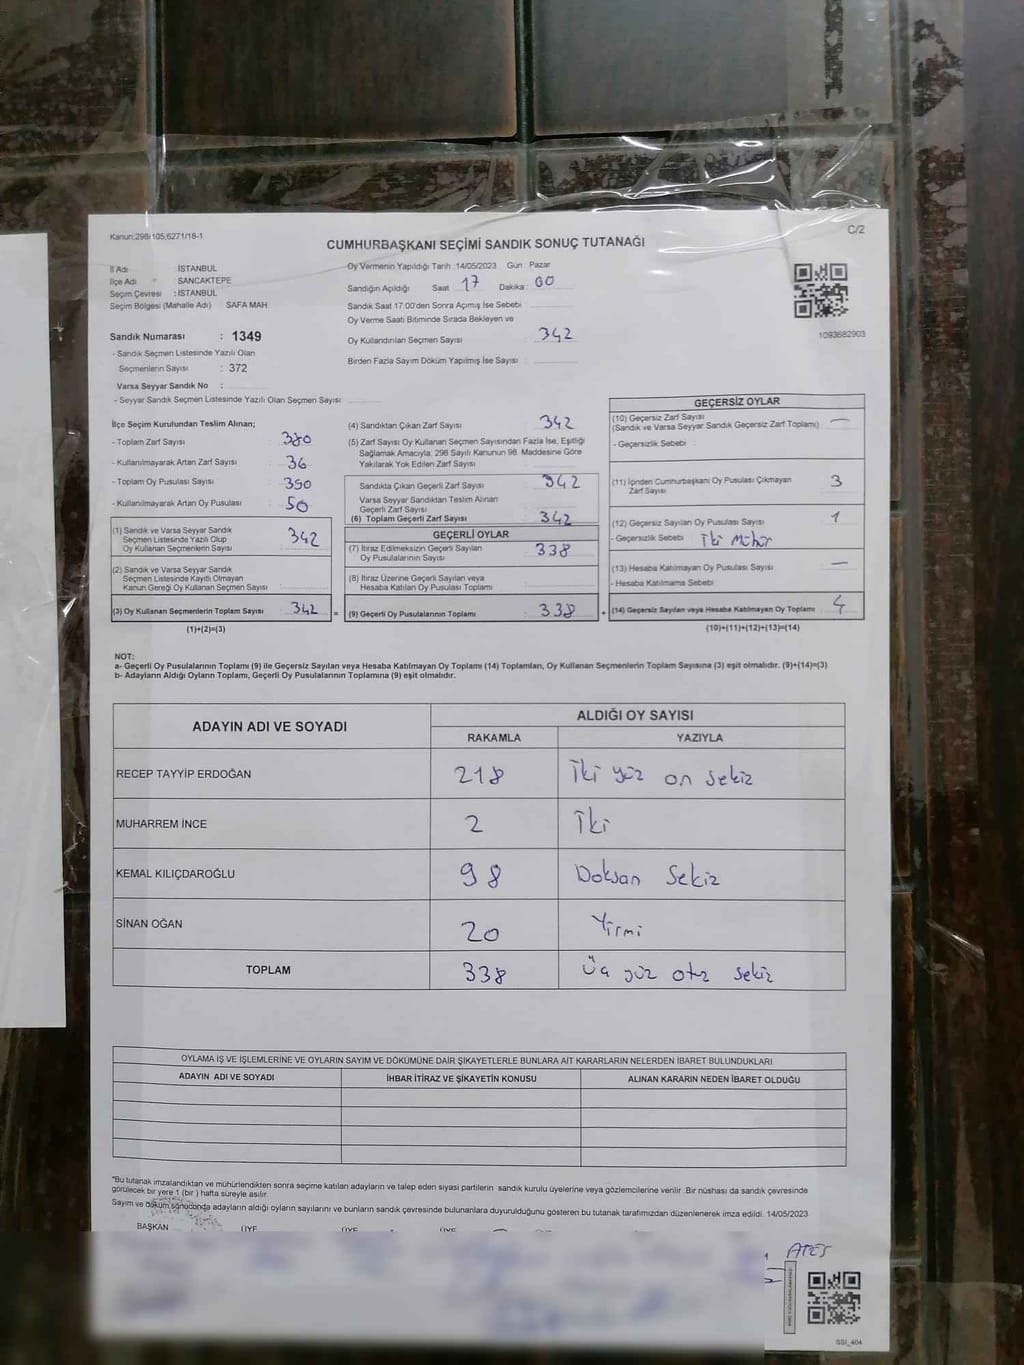 Kanun:298/105,6271/16-1
C/2
CUMHURBAŞKANI SEÇİMİ SANDIK SONUÇ TUTANAĞI
İl Adı : İSTANBUL
İlçe Adı : SANCAKTEPE
Seçim Çevresi : İSTANBUL
Seçim Bölgesi (Mahalle Adı) SAFA MAH.
Sandık Numarası : 1349
- Sandık Seçmen Listesinde Yazılı Olan
Seçmenlerin Sayısı : 372
Varsa Seyyar Sandık No :
- Seyyar Sandık Seçmen Listesinde Yazılı Olan Seçmen Sayısı
Oy Vermenin Yapıldığı Tarih :14/05/2023 Gün : Pazar
Sandığın Açıldığı Saat 17 Dakika : 00
Sandık Saat 17:00'den Sonra Açımış İse Sebebi :
Oy Verme Saati Bitiminde Sırada Bekleyen ve
Oy Kullandırılan Seçmen Sayısı : 342
Birden Fazla Sayım Döküm Yapılmış İse Sayısı :
1093682903
İlçe Seçim Kurulundan Teslim Alınan;
- Toplam Zarf Sayısı : 380
- Kullanılmayarak Artan Zarf Sayısı : 36
- Toplam Oy Pusulası Sayısı : 390
- Kullanılmayarak Artan Oy Pusulası : 50
(1) Sandık ve Varsa Seyyar Sandık
Seçmen Listesinde Yazılı Olup
Oy Kullanan Seçmenlerin Sayısı : 342
(2) Sandık ve Varsa Seyyar Sandık
Seçmen Listesinde Kayıtlı Olmayan
Kanun Gereği Oy Kullanan Seçmen Sayısı :
(3) Oy Kullanan Seçmenlerin Toplam Sayısı : 342 =
(1)+(2)=(3)
(4) Sandıktan Çıkan Zarf Sayısı : 342
(5) Zarf Sayısı Oy Kullanan Seçmen Sayısından Fazla İse, Eşitliği
Sağlamak Amacıyla; 298 Sayılı Kanunun 98. Maddesine Göre
Yakılarak Yok Edilen Zarf Sayısı :
Sandıkta Çıkan Geçerli Zarf Sayısı : 342
Varsa Seyyar Sandıktan Teslim Alınan
Geçerli Zarf Sayısı :
(6) Toplam Geçerli Zarf Sayısı : 342
GEÇERLİ OYLAR
(7) İtiraz Edilmeksizin Geçerli Sayılan
Oy Pusulalarının Sayısı : 338
(8) İtiraz Üzerine Geçerli Sayılan veya
Hesaba Katılan Oy Pusulası Toplamı :
(9) Geçerli Oy Pusulalarının Toplamı : 338 +
GEÇERSİZ OYLAR
(10) Geçersiz Zarf Sayısı
(Sandık ve Varsa Seyyar Sandık Geçersiz Zarf Toplamı) : —
- Geçersizlik Sebebi :
(11) İçinden Cumhurbaşkanı Oy Pusulası Çıkmayan
Zarf Sayısı : 3
(12) Geçersiz Sayılan Oy Pusulası Sayısı : 1
- Geçersizlik Sebebi : İki Mühür
(13) Hesaba Katılmayan Oy Pusulası Sayısı : —
- Hesaba Katılmama Sebebi :
(14) Geçersiz Sayılan veya Hesaba Katılmayan Oy Toplamı : 4
(10)+(11)+(12)+(13)=(14)
NOT:
a- Geçerli Oy Pusulalarının Toplamı (9) ile Geçersiz Sayılan veya Hesaba Katılmayan Oy Toplamı (14) Toplamları, Oy Kullanan Seçmenlerin Toplam Sayısına (3) eşit olmalıdır. (9)+(14)=(3)
b- Adayların Aldığı Oyların Toplamı, Geçerli Oy Pusulalarının Toplamına (9) eşit olmalıdır.
ADAYIN ADI VE SOYADI ALDIĞI OY SAYISI
RAKAMLA YAZIYLA
RECEP TAYYİP ERDOĞAN 218 İki yüz on sekiz
MUHARREM İNCE 2 İki
KEMAL KILIÇDAROĞLU 98 Doksan Sekiz
SİNAN OĞAN 20 Yirmi
TOPLAM 338 Üç yüz otuz sekiz
OYLAMA İŞ VE İŞLEMLERİNE VE OYLARIN SAYIM VE DÖKÜMÜNE DAİR ŞİKAYETLERLE BUNLARA AİT KARARLARIN NELERDEN İBARET BULUNDUKLARI
ADAYIN ADI VE SOYADI İHBAR İTİRAZ VE ŞİKAYETİN KONUSU ALINAN KARARIN NEDEN İBARET OLDUĞU
"Bu tutanak imzalandıktan ve mühürlendikten sonra seçime katılan adayların ve talep eden siyasi partilerin sandık kurulu üyelerine veya gözlemcilerine verilir .Bir nüshası da sandık çevresinde
görülecek bir yere 1 (bir ) hafta süreyle asılır.
Sayım ve döküm sonucunda adayların aldığı oyların sayılarını ve bunların sandık çevresinde bulunanlara duyurulduğunu gösteren bu tutanak tarafımızdan düzenlenerek imza edildi. 14/05/2023
BAŞKAN ÜYE ÜYE ÜYE
ATEŞ
SSI_404